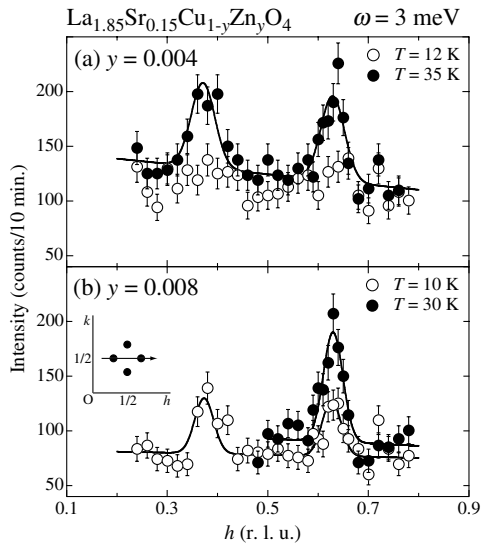 La1.85Sr0.15Cu1-yZnyO4 ω = 3 meV
(a) y = 0.004
T = 12 K
T = 35 K
200
150
100
50
Intensity (counts/10 min.)
(b) y = 0.008
T = 10 K
T = 30 K
200
150
100
50
k
1/2
O 1/2 h
0.1 0.3 0.5 0.7 0.9
h (r. l. u.)